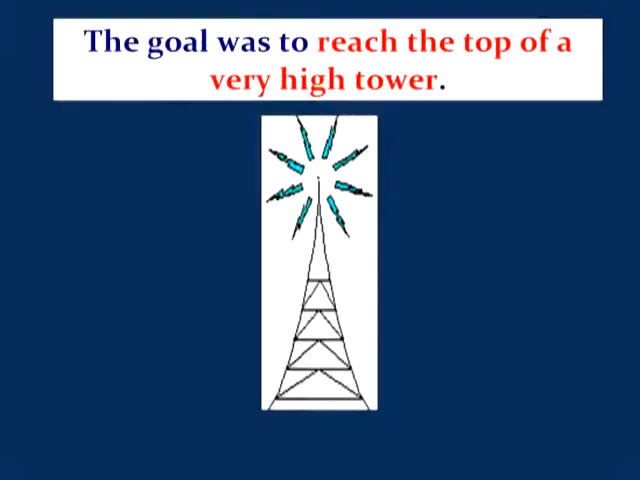 The goal was to reach the top of a
very high tower.